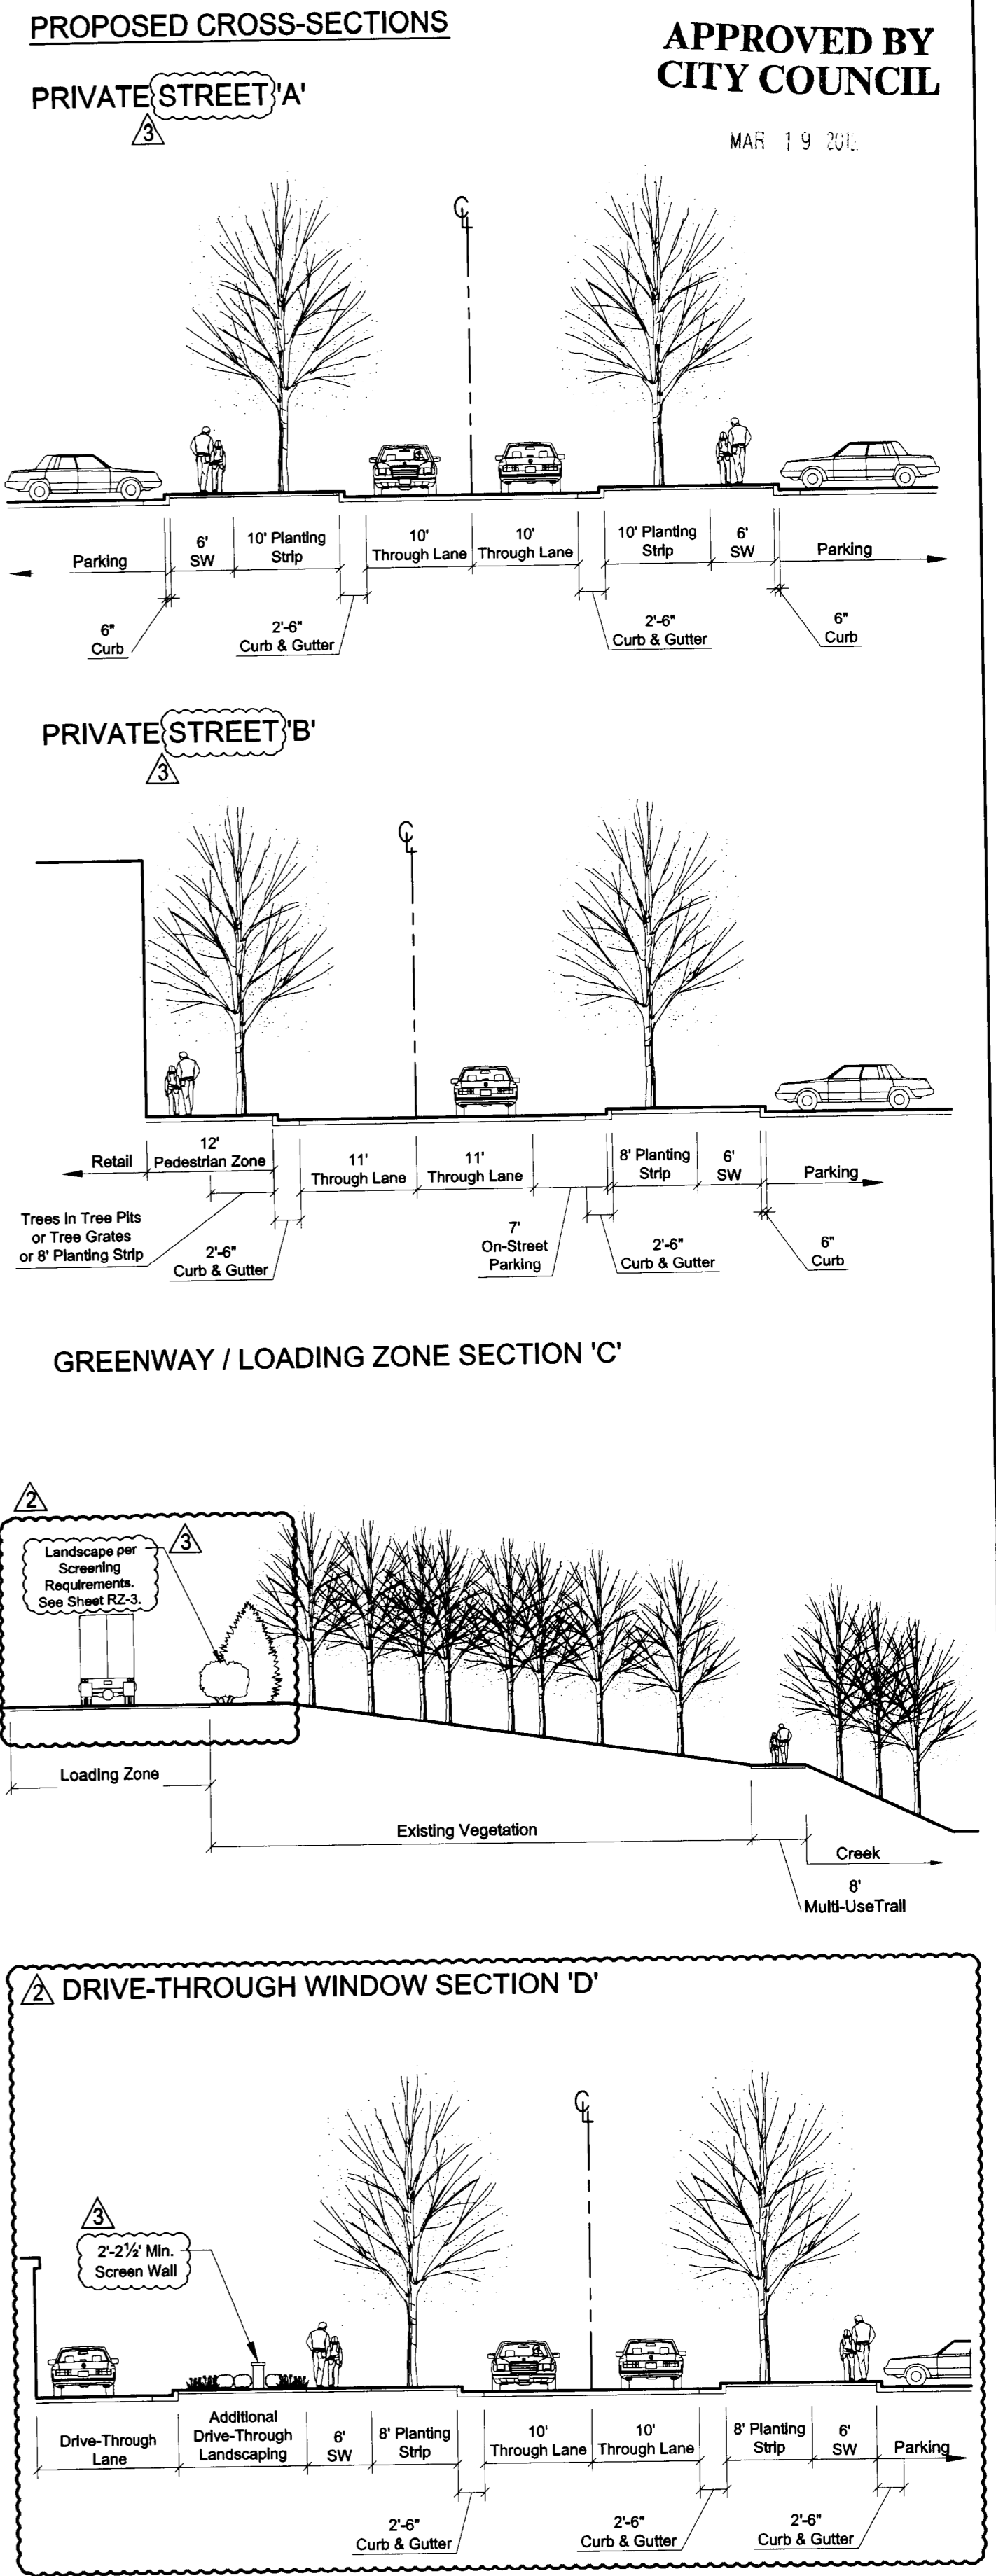 PROPOSED CROSS-SECTIONS
APPROVED BY
CITY COUNCIL
MAR 19
PRIVATE STREET 'A'
3
CL
Parking
6'
SW
10' Planting
Strip
10'
Through Lane
10'
Through Lane
10' Planting
Strip
6'
SW
Parking
6"
Curb
2'-6"
Curb & Gutter
2'-6"
Curb & Gutter
6"
Curb
PRIVATE STREET 'B'
3
CL
Retail
12'
Pedestrian Zone
11'
Through Lane
11'
Through Lane
8' Planting
Strip
6'
SW
Parking
Trees in Tree Pits
or Tree Grates
or 8' Planting Strip
2'-6"
Curb & Gutter
7'
On-Street
Parking
2'-6"
Curb & Gutter
6"
Curb
GREENWAY / LOADING ZONE SECTION 'C'
2
Landscape per
Screening
Requirements.
See Sheet RZ-3.
3
Loading Zone
Existing Vegetation
Creek
8'
Multi-UseTrail
2 DRIVE-THROUGH WINDOW SECTION 'D'
CL
3
2'-2½' Min.
Screen Wall
Drive-Through
Lane
Additional
Drive-Through
Landscaping
6'
SW
8' Planting
Strip
10'
Through Lane
10'
Through Lane
8' Planting
Strip
6'
SW
Parking
2'-6"
Curb & Gutter
2'-6"
Curb & Gutter
2'-6"
Curb & Gutter